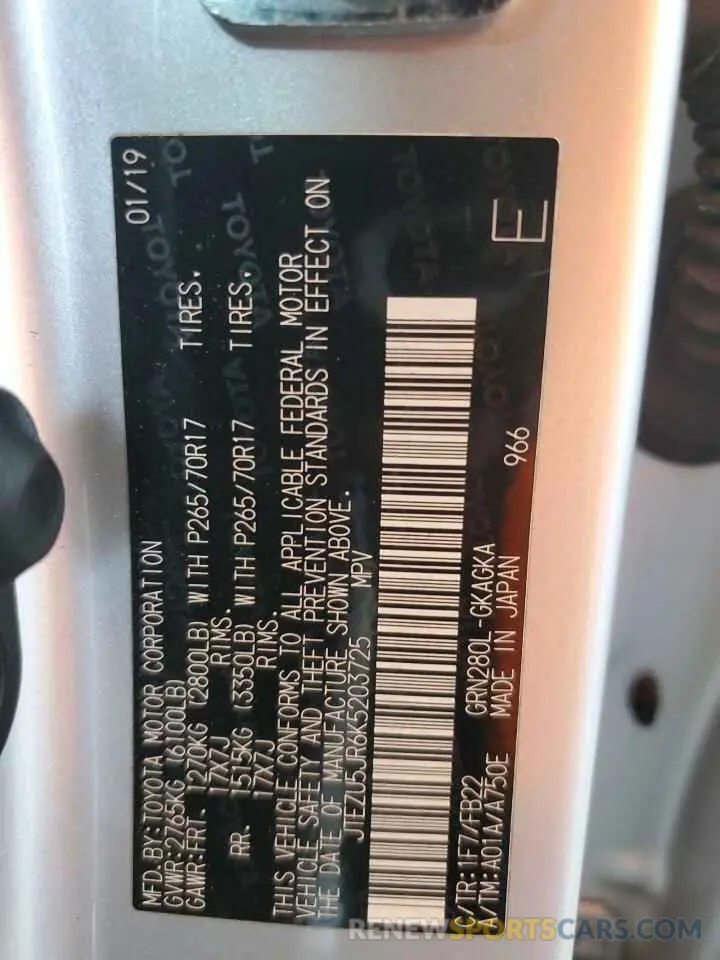 MFD.BY:TOYOTA MOTOR CORPORATION 01/19
GVWR:2765KG (6100LB)
GAWR:FRT. 1270KG (2800LB) WITH P265/70R17 TIRES.
17X7J RIMS.
RR. 1515KG (3350LB) WITH P265/70R17 TIRES.
17X7J RIMS.
THIS VEHICLE CONFORMS TO ALL APPLICABLE FEDERAL MOTOR
VEHICLE SAFETY AND THEFT PREVENTION STANDARDS IN EFFECT ON
THE DATE OF MANUFACTURE SHOWN ABOVE.
JTEZU5JR6K5203725 MPV
C/TR:1F7/FB22 GRN280L-GKAGKA
A/TM:A01A/A750E MADE IN JAPAN 966 E
RENEWSPORTSCARS.COM